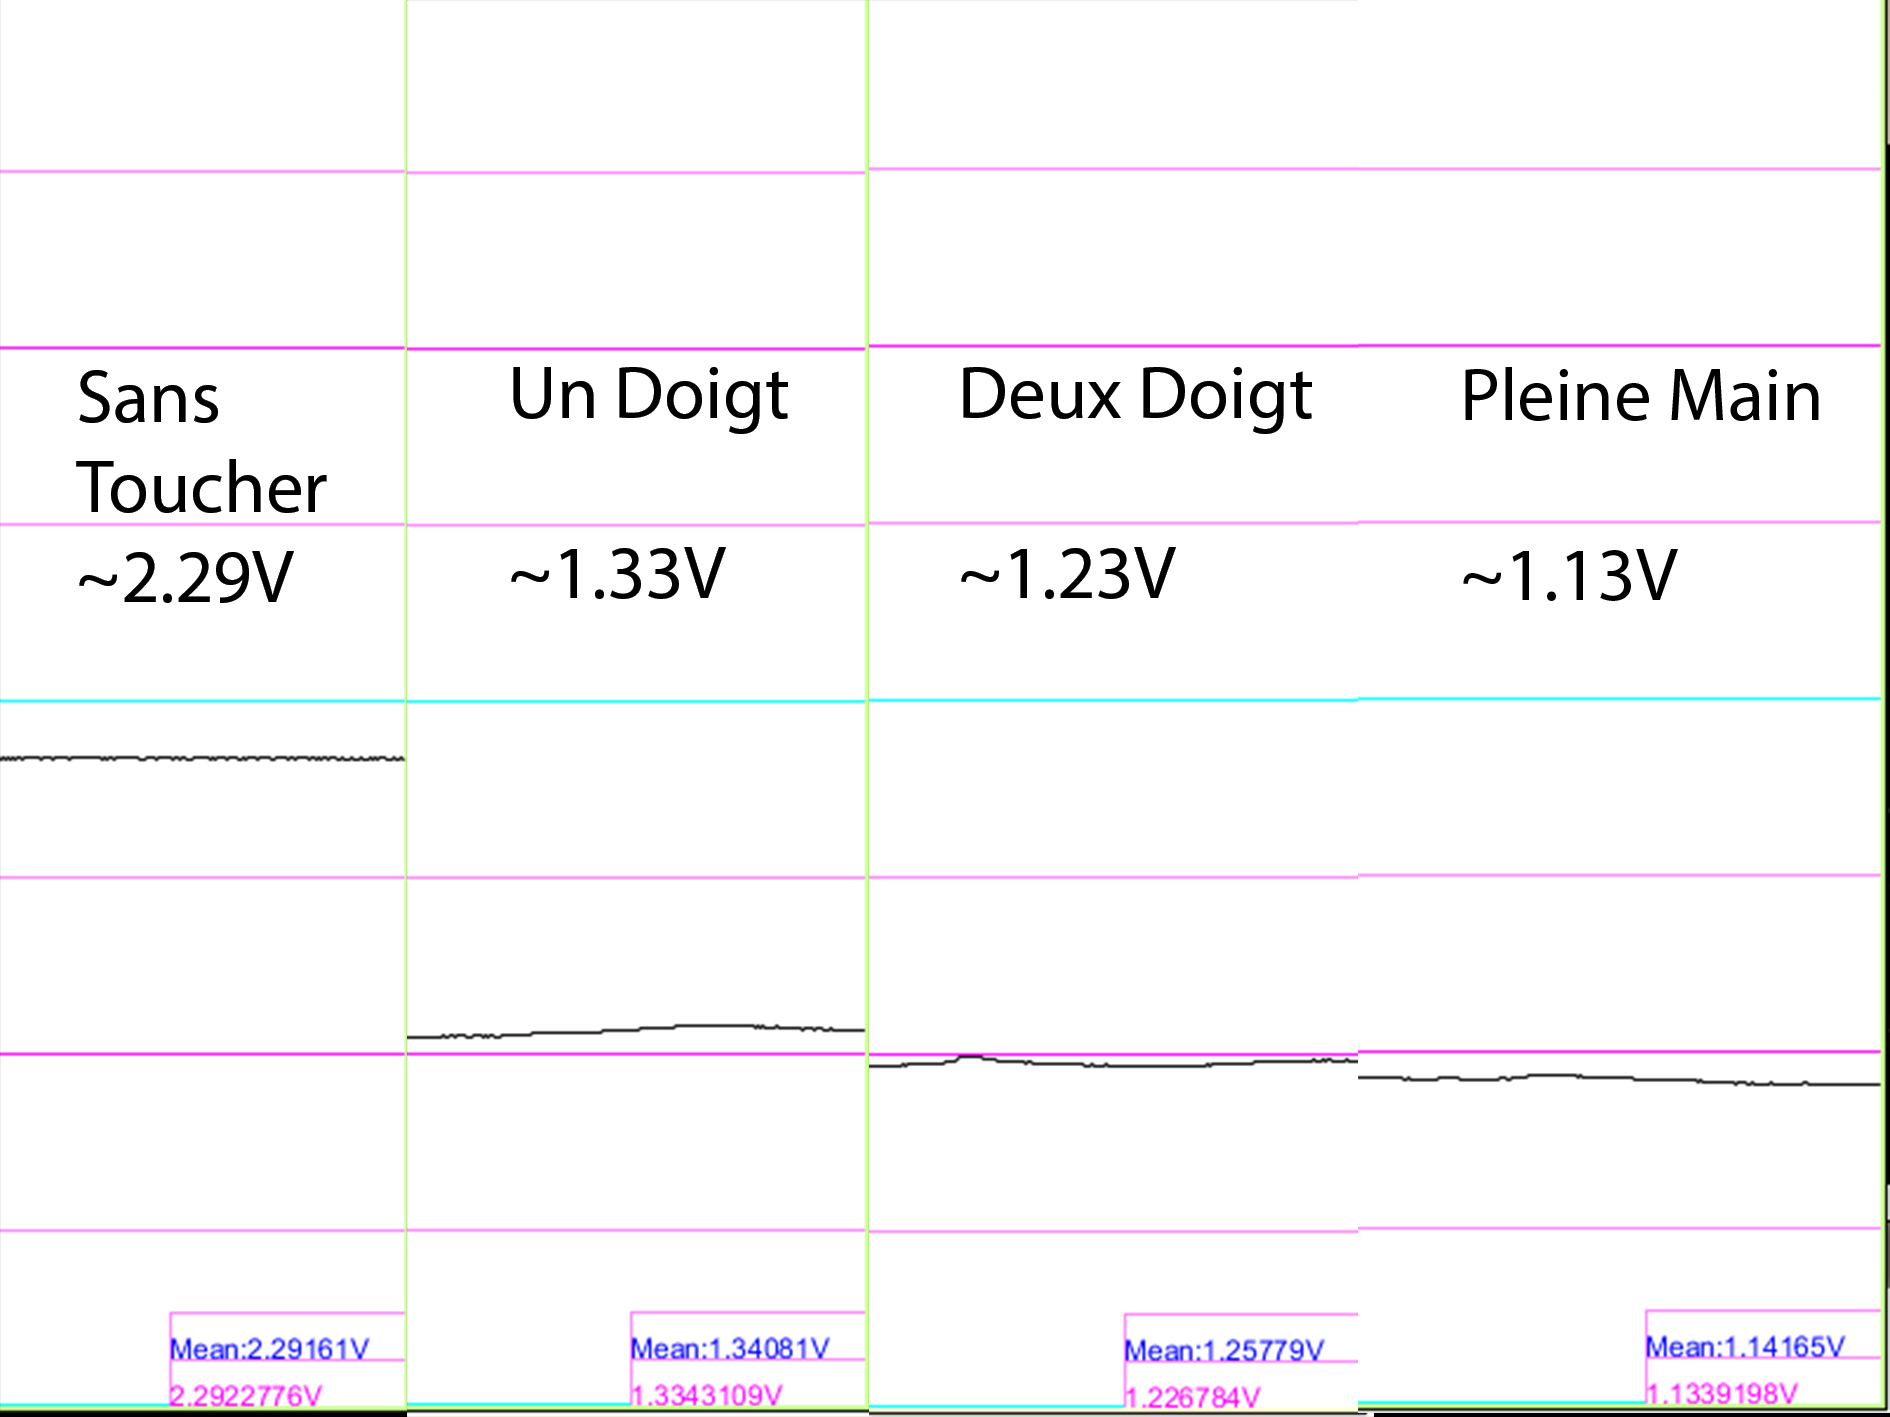 Sans
Toucher
~2.29V
Un Doigt
~1.33V
Deux Doigt
~1.23V
Pleine Main
~1.13V
Mean:2.29161V
2.2922776V
Mean:1.34081V
1.3343109V
Mean:1.25779V
1.226784V
Mean:1.14165V
1.1339198V